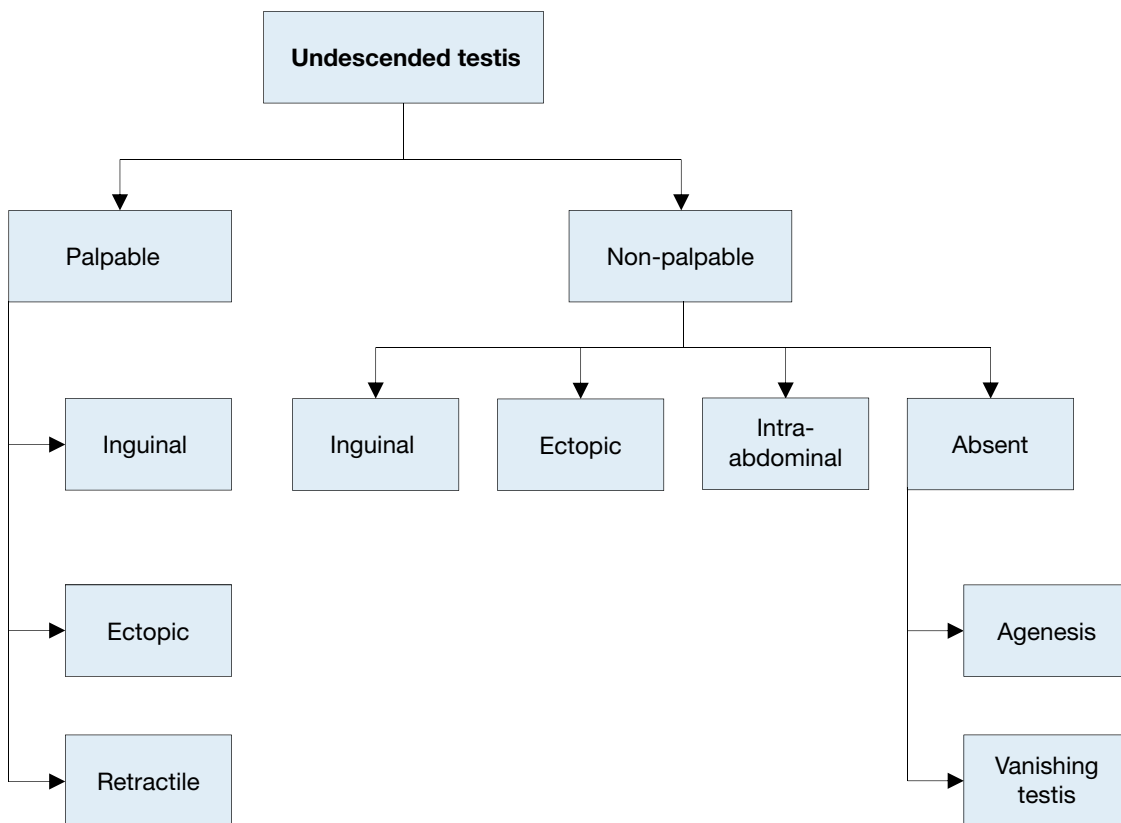 Undescended testis
Palpable
Non-palpable
Inguinal
Ectopic
Retractile
Inguinal
Ectopic
Intra-
abdominal
Absent
Agenesis
Vanishing
testis